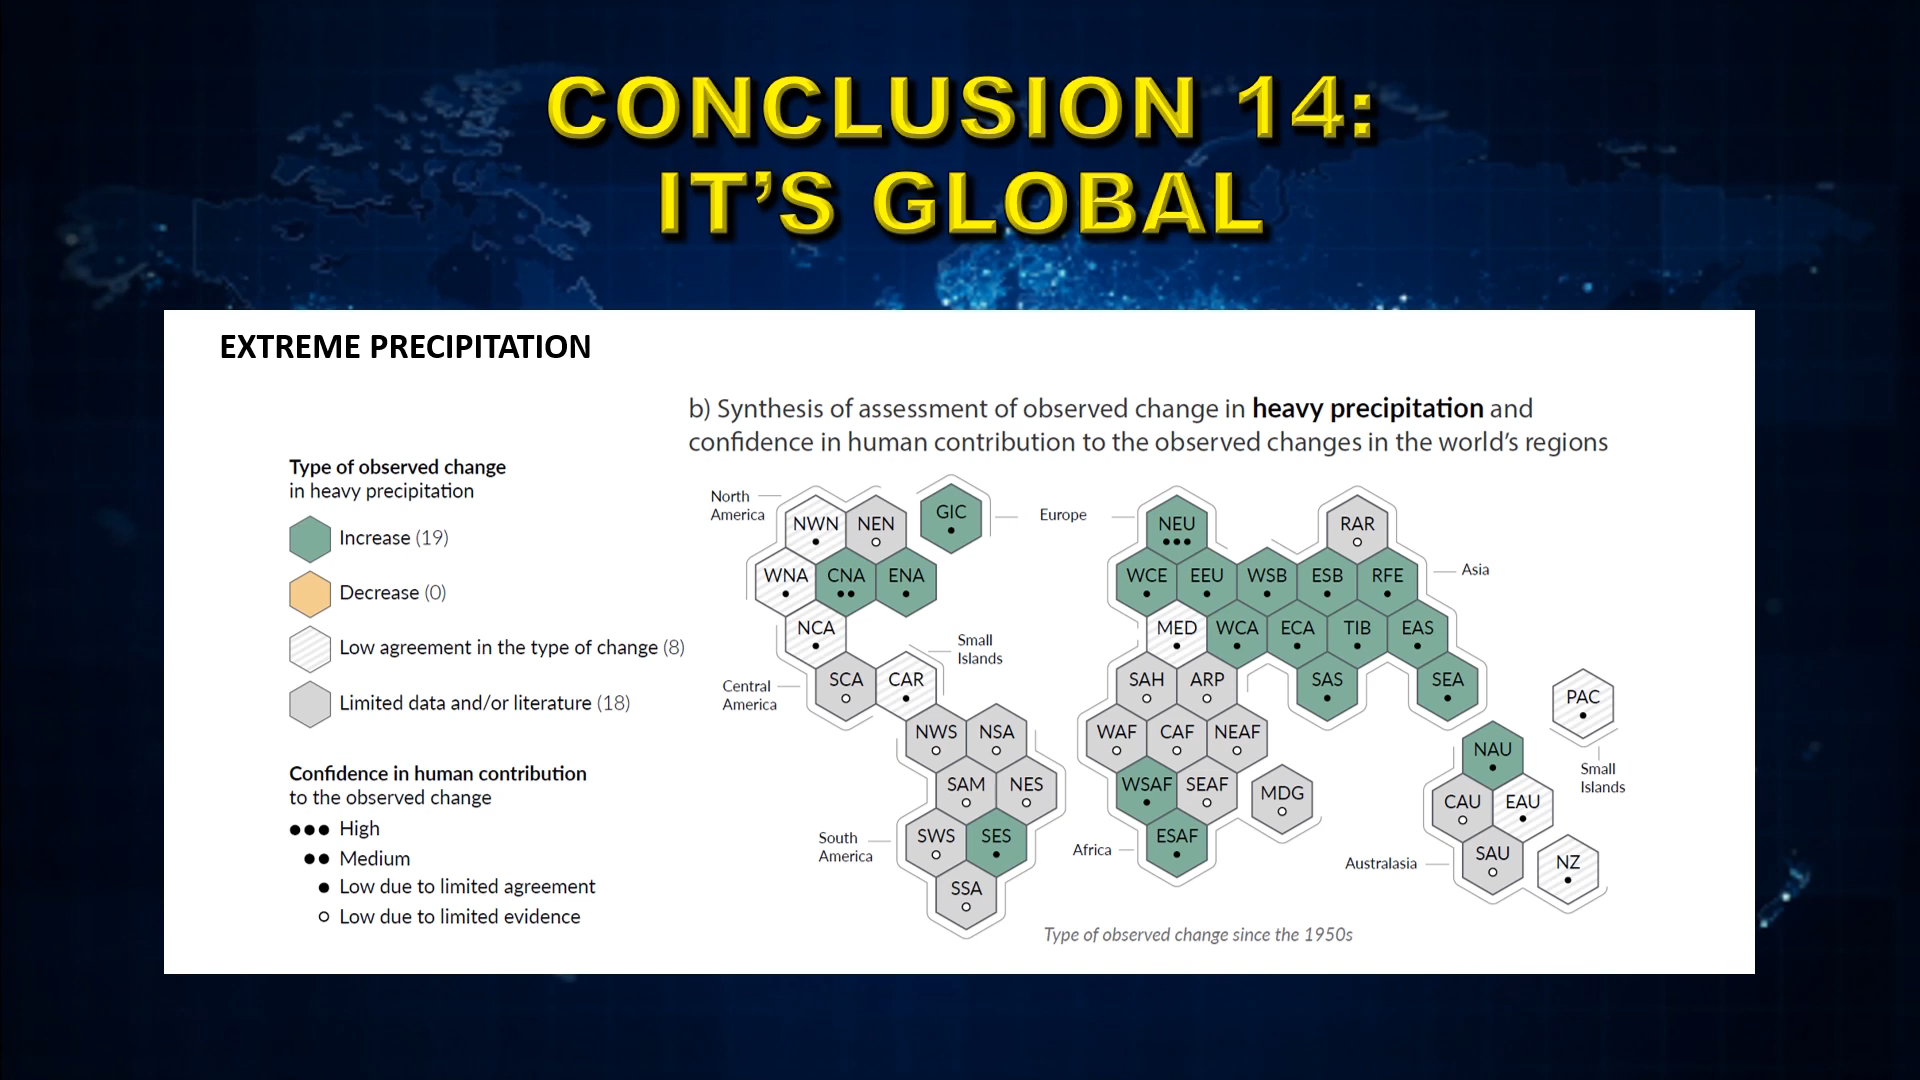 CONCLUSION 14:
IT’S GLOBAL
EXTREME PRECIPITATION
b) Synthesis of assessment of observed change in heavy precipitation and
confidence in human contribution to the observed changes in the world’s regions
Type of observed change
in heavy precipitation
Increase (19)
Decrease (0)
Low agreement in the type of change (8)
Limited data and/or literature (18)
Confidence in human contribution
to the observed change
●●● High
●● Medium
● Low due to limited agreement
○ Low due to limited evidence
North
America
NWN
NEN
GIC
WNA
CNA
ENA
NCA
Small
Islands
Central
America
SCA
CAR
NWS
NSA
SAM
NES
South
America
SWS
SES
SSA
Europe
NEU
RAR
WCE
EEU
WSB
ESB
RFE
Asia
MED
WCA
ECA
TIB
EAS
SAH
ARP
SAS
SEA
WAF
CAF
NEAF
WSAF
SEAF
MDG
Africa
ESAF
PAC
Small
Islands
NAU
CAU
EAU
Australasia
SAU
NZ
Type of observed change since the 1950s